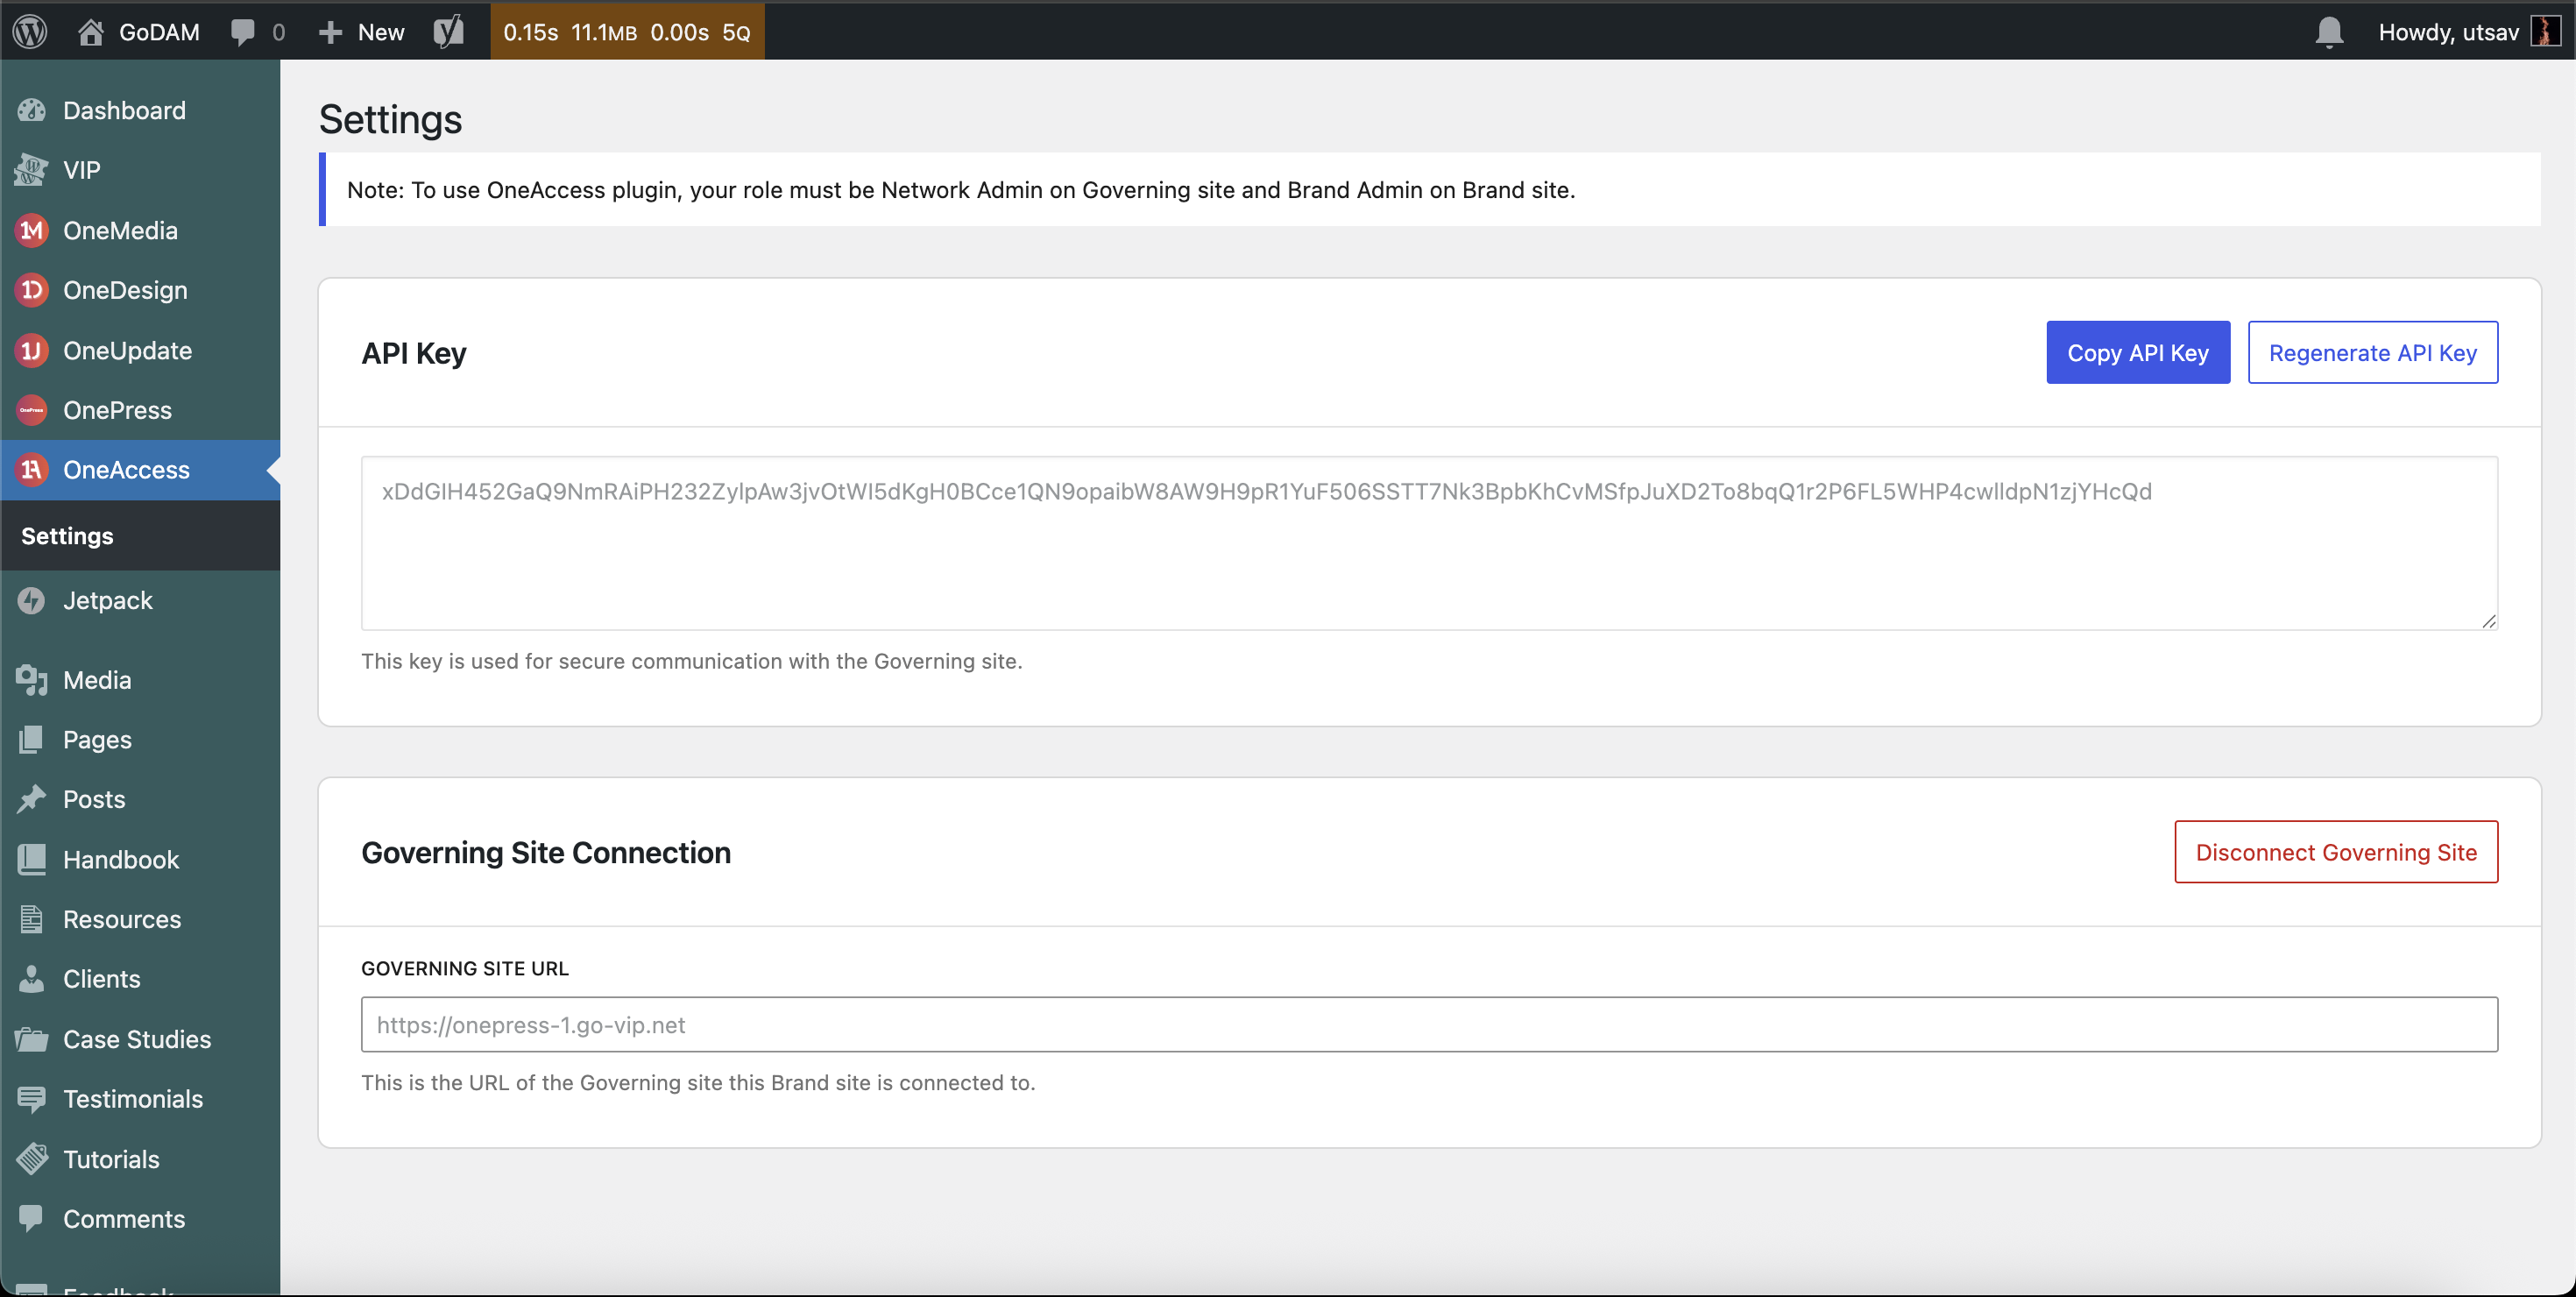 GoDAM 0 New 0.15s 11.1MB 0.00s 5Q Howdy, utsav
Dashboard
VIP
OneMedia
OneDesign
OneUpdate
OnePress
OneAccess
Settings
Jetpack
Media
Pages
Posts
Handbook
Resources
Clients
Case Studies
Testimonials
Tutorials
Comments
Settings
Note: To use OneAccess plugin, your role must be Network Admin on Governing site and Brand Admin on Brand site.
API Key
Copy API Key
Regenerate API Key
xDdGIH452GaQ9NmRAiPH232ZylpAw3jvOtWI5dKgH0BCce1QN9opaibW8AW9H9pR1YuF506SSTT7Nk3BpbKhCvMSfpJuXD2To8bqQ1r2P6FL5WHP4cwlldpN1zjYHcQd
This key is used for secure communication with the Governing site.
Governing Site Connection
Disconnect Governing Site
GOVERNING SITE URL
https://onepress-1.go-vip.net
This is the URL of the Governing site this Brand site is connected to.